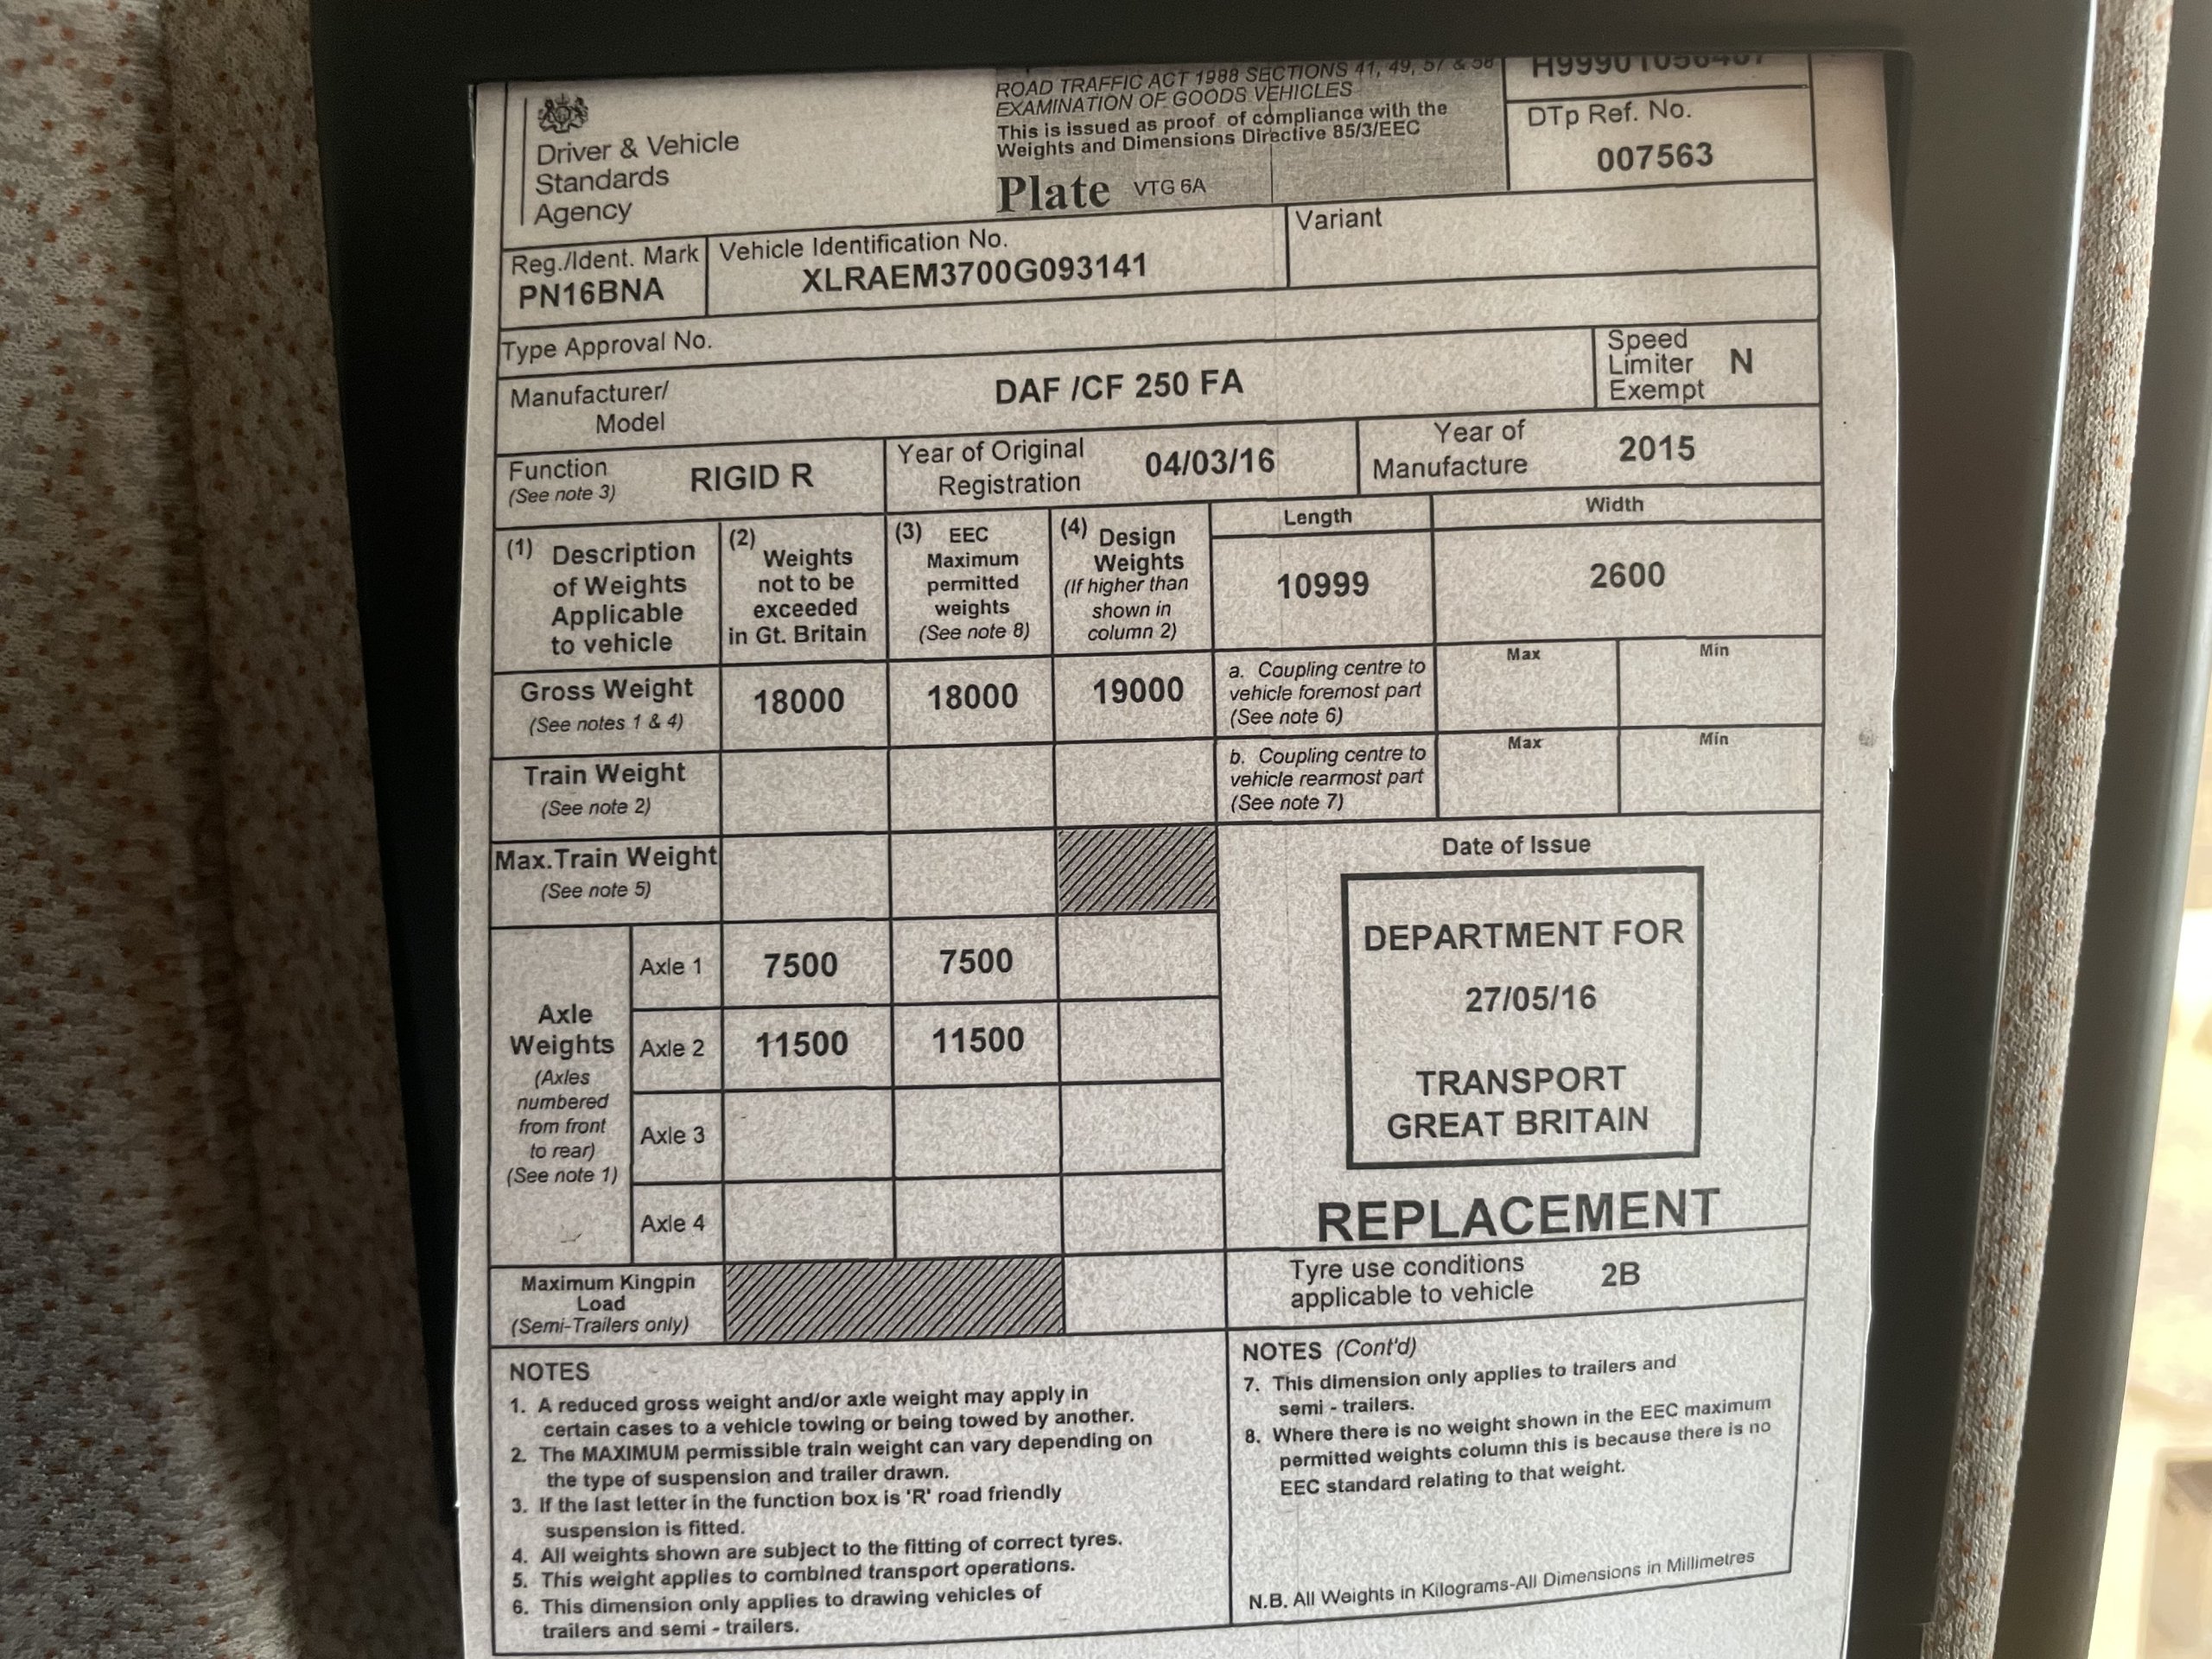 ROAD TRAFFIC ACT 1988 SECTIONS 41, 49, 57 & 58
EXAMINATION OF GOODS VEHICLES
This is issued as proof of compliance with the
Weights and Dimensions Directive 85/3/EEC
Plate VTG 6A
Driver & Vehicle
Standards
Agency
DTp Ref. No.
007563
Reg./Ident. Mark
PN16BNA
Vehicle Identification No.
XLRAEM3700G093141
Variant
Type Approval No.
Manufacturer/
Model
DAF /CF 250 FA
Speed
Limiter
Exempt
N
Function
(See note 3)
RIGID R
Year of Original
Registration
04/03/16
Year of
Manufacture
2015
(1) Description
of Weights
Applicable
to vehicle
(2) Weights
not to be
exceeded
in Gt. Britain
(3) EEC
Maximum
permitted
weights
(See note 8)
(4) Design
Weights
(If higher than
shown in
column 2)
Length
10999
Width
2600
Gross Weight
(See notes 1 & 4)
18000
18000
19000
a. Coupling centre to
vehicle foremost part
(See note 6)
Max
Min
Train Weight
(See note 2)
b. Coupling centre to
vehicle rearmost part
(See note 7)
Max
Min
Max.Train Weight
(See note 5)
Date of Issue
DEPARTMENT FOR
27/05/16
TRANSPORT
GREAT BRITAIN
REPLACEMENT
Axle
Weights
(Axles
numbered
from front
to rear)
(See note 1)
Axle 1
7500
7500
Axle 2
11500
11500
Axle 3
Axle 4
Maximum Kingpin
Load
(Semi-Trailers only)
Tyre use conditions
applicable to vehicle
2B
NOTES
1. A reduced gross weight and/or axle weight may apply in
certain cases to a vehicle towing or being towed by another.
2. The MAXIMUM permissible train weight can vary depending on
the type of suspension and trailer drawn.
3. If the last letter in the function box is 'R' road friendly
suspension is fitted.
4. All weights shown are subject to the fitting of correct tyres.
5. This weight applies to combined transport operations.
6. This dimension only applies to drawing vehicles of
trailers and semi - trailers.
NOTES (Cont'd)
7. This dimension only applies to trailers and
semi - trailers.
8. Where there is no weight shown in the EEC maximum
permitted weights column this is because there is no
EEC standard relating to that weight.
N.B. All Weights in Kilograms-All Dimensions in Millimetres